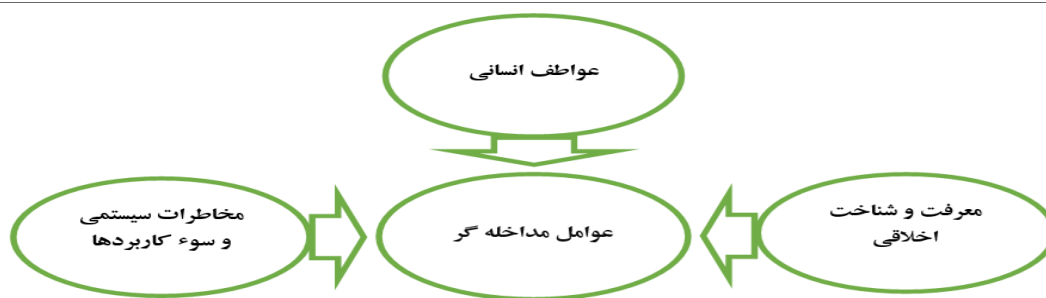 عواطف انسانی
معرفت و شناخت
اخلاقی
عوامل مداخله گر
مخاطرات سیستمی
و سوء کاربردها